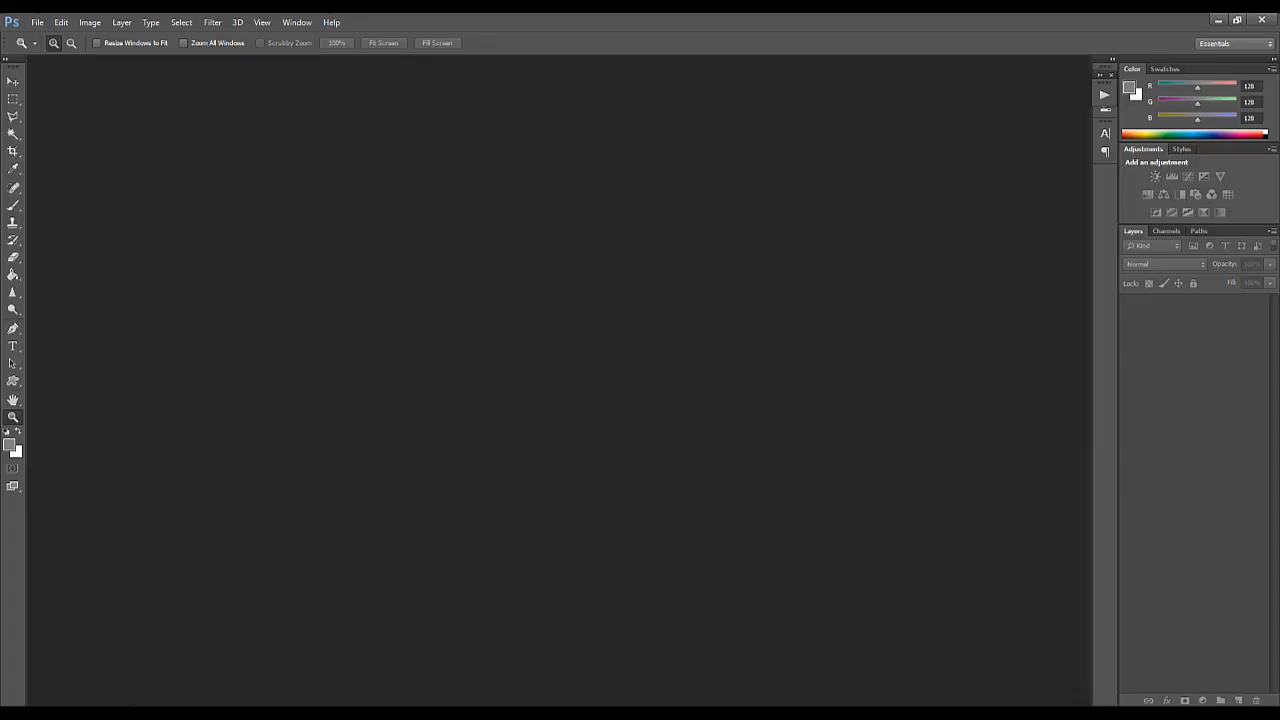 Ps File Edit Image Layer Type Select Filter 3D View Window Help
Resize Windows to Fit Zoom All Windows Scrubby Zoom 100% Fit Screen Fill Screen Essentials
Color Swatches
R 128
G 128
B 128
Adjustments Styles
Add an adjustment
Layers Channels Paths
Kind
Normal Opacity: 100%
Lock: Fill: 100%